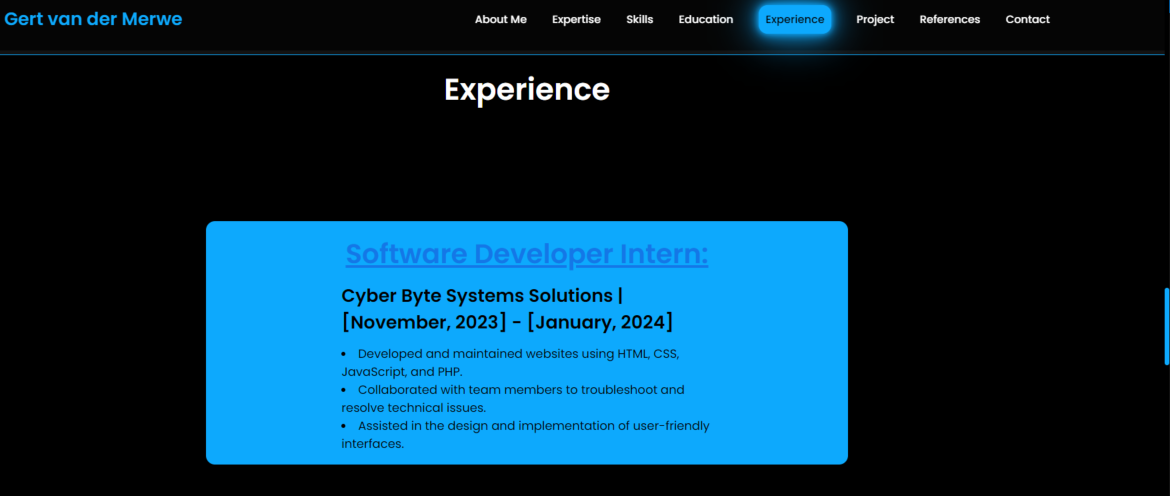 Gert van der Merwe
About Me Expertise Skills Education Experience Project References Contact
Experience
Software Developer Intern:
Cyber Byte Systems Solutions |
[November, 2023] - [January, 2024]
• Developed and maintained websites using HTML, CSS,
JavaScript, and PHP.
• Collaborated with team members to troubleshoot and
resolve technical issues.
• Assisted in the design and implementation of user-friendly
interfaces.